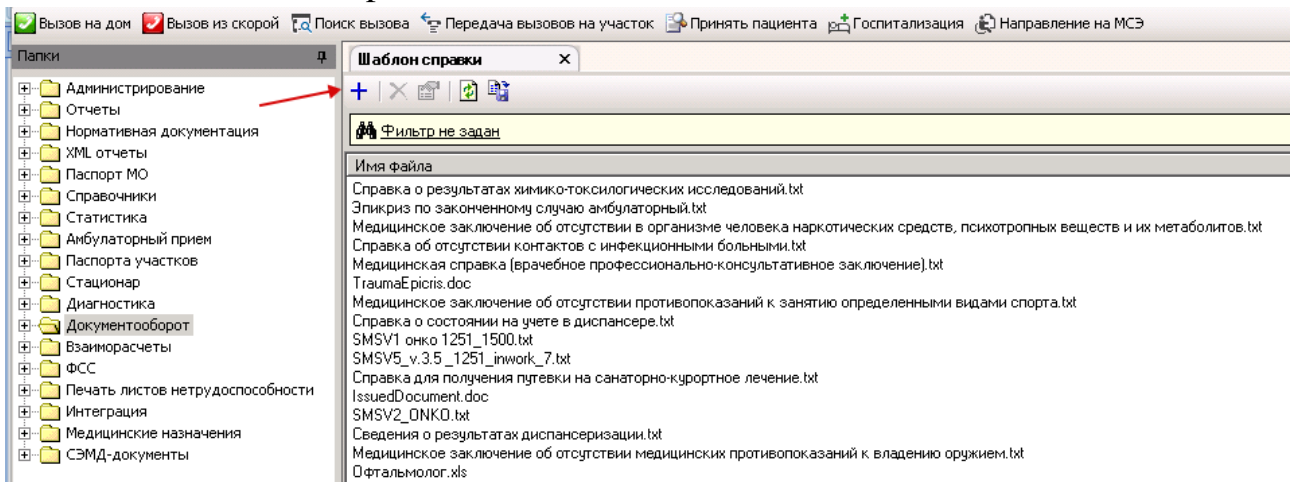 Вызов на дом Вызов из скорой Поиск вызова Передача вызовов на участок Принять пациента Госпитализация Направление на МСЭ
Папки
Администрирование
Отчеты
Нормативная документация
XML отчеты
Паспорт МО
Справочники
Статистика
Амбулаторный прием
Паспорта участков
Стационар
Диагностика
Документооборот
Взаиморасчеты
ФСС
Печать листов нетрудоспособности
Интеграция
Медицинские назначения
СЭМД-документы
Шаблон справки
Фильтр не задан
Имя файла
Справка о результатах химико-токсилогических исследований.txt
Эпикриз по законченному случаю амбулаторный.txt
Медицинское заключение об отсутствии в организме человека наркотических средств, психотропных веществ и их метаболитов.txt
Справка об отсутствии контактов с инфекционными больными.txt
Медицинская справка (врачебное профессионально-консультативное заключение).txt
TraumaEpicris.doc
Медицинское заключение об отсутствии противопоказаний к занятию определенными видами спорта.txt
Справка о состоянии на учете в диспансере.txt
SMSV1 онко 1251_1500.txt
SMSV5_v.3.5 _1251_inwork_7.txt
Справка для получения путевки на санаторно-курортное лечение.txt
IssuedDocument.doc
SMSV2_ONKO.txt
Сведения о результатах диспансеризации.txt
Медицинское заключение об отсутствии медицинских противопоказаний к владению оружием.txt
Офтальмолог.xls